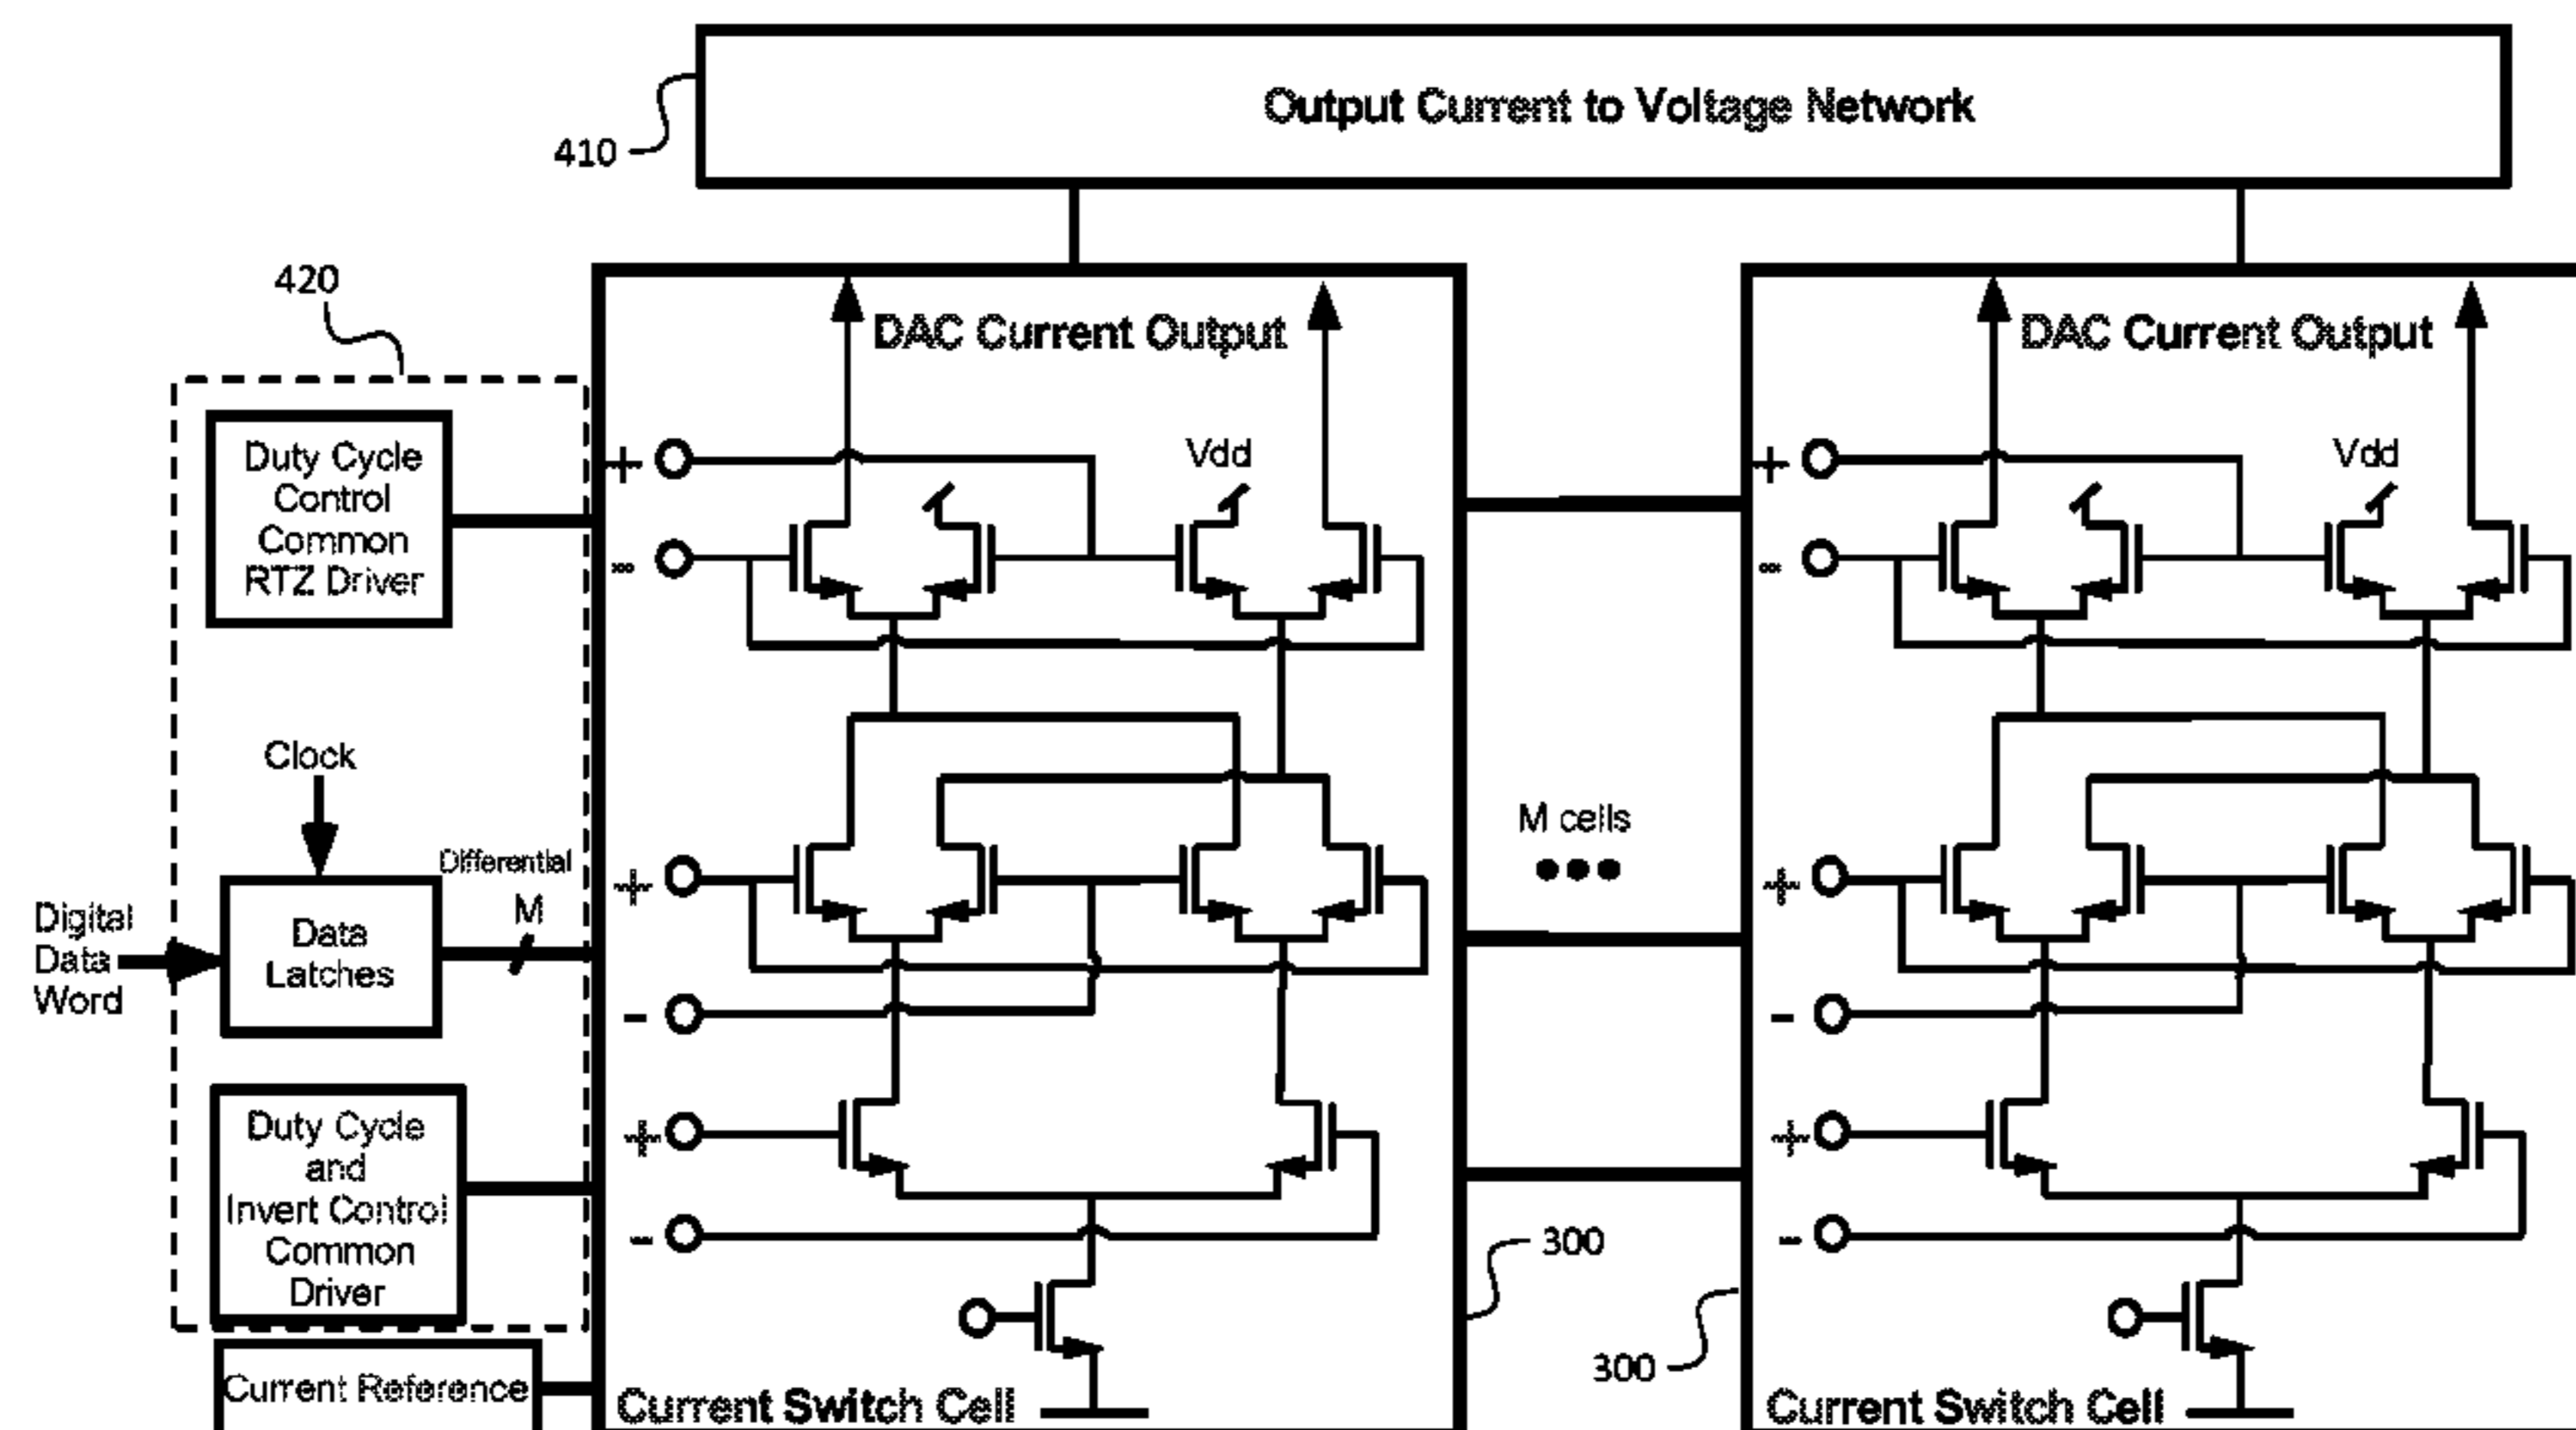 Output Current to Voltage Network
410
420
DAC Current Output
DAC Current Output
+
+
Duty Cycle
Control
Common
RTZ Driver
Vdd
Vdd
-
-
Clock
M cells
Differential
M
+
+
Digital
Data
Word
Data
Latches
-
-
Duty Cycle
and
Invert Control
Common
Driver
+
+
-
-
300
300
Current Reference
Current Switch Cell
Current Switch Cell